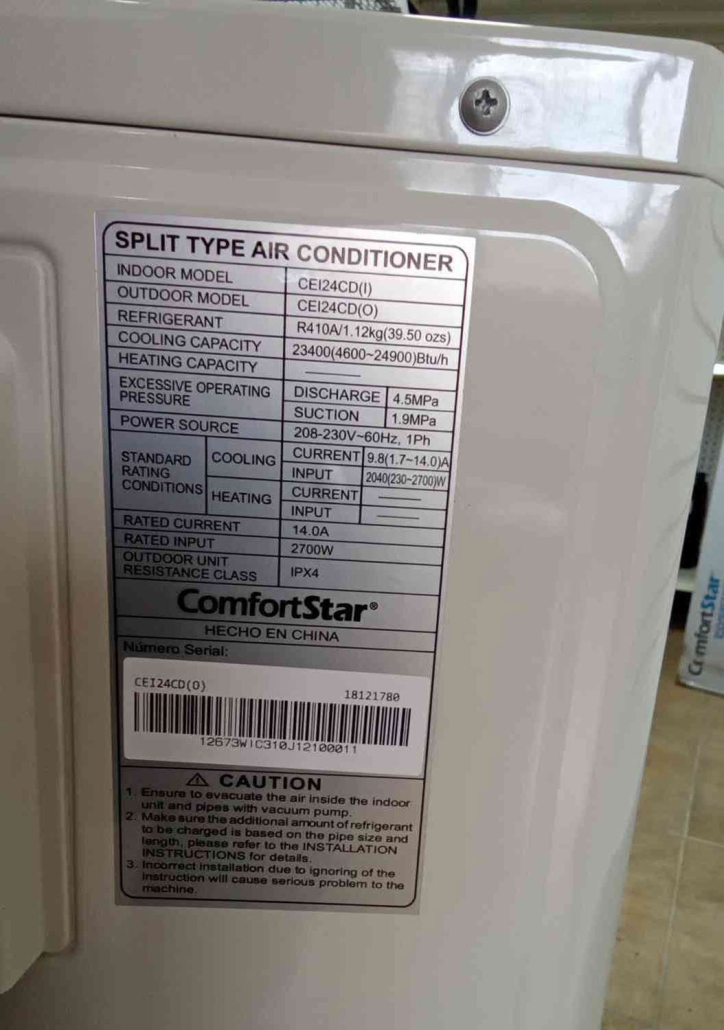 SPLIT TYPE AIR CONDITIONER
INDOOR MODEL CEI24CD(I)
OUTDOOR MODEL CEI24CD(O)
REFRIGERANT R410A/1.12kg(39.50 ozs)
COOLING CAPACITY 23400(4600~24900)Btu/h
HEATING CAPACITY
EXCESSIVE OPERATING PRESSURE DISCHARGE 4.5MPa
SUCTION 1.9MPa
POWER SOURCE 208-230V~60Hz, 1Ph
STANDARD RATING CONDITIONS COOLING CURRENT 9.8(1.7~14.0)A
INPUT 2040(230~2700)W
HEATING CURRENT
INPUT
RATED CURRENT 14.0A
RATED INPUT 2700W
OUTDOOR UNIT
RESISTANCE CLASS IPX4
ComfortStar®
HECHO EN CHINA
Número Serial:
CEI24CD(O) 18121780
12673WIC310J12100011
CAUTION
1. Ensure to evacuate the air inside the indoor
unit and pipes with vacuum pump.
2. Make sure the additional amount of refrigerant
to be charged is based on the pipe size and
length, please refer to the INSTALLATION
INSTRUCTIONS for details.
3. Incorrect installation due to ignoring of the
instruction will cause serious problem to the
machine.
ComfortStar